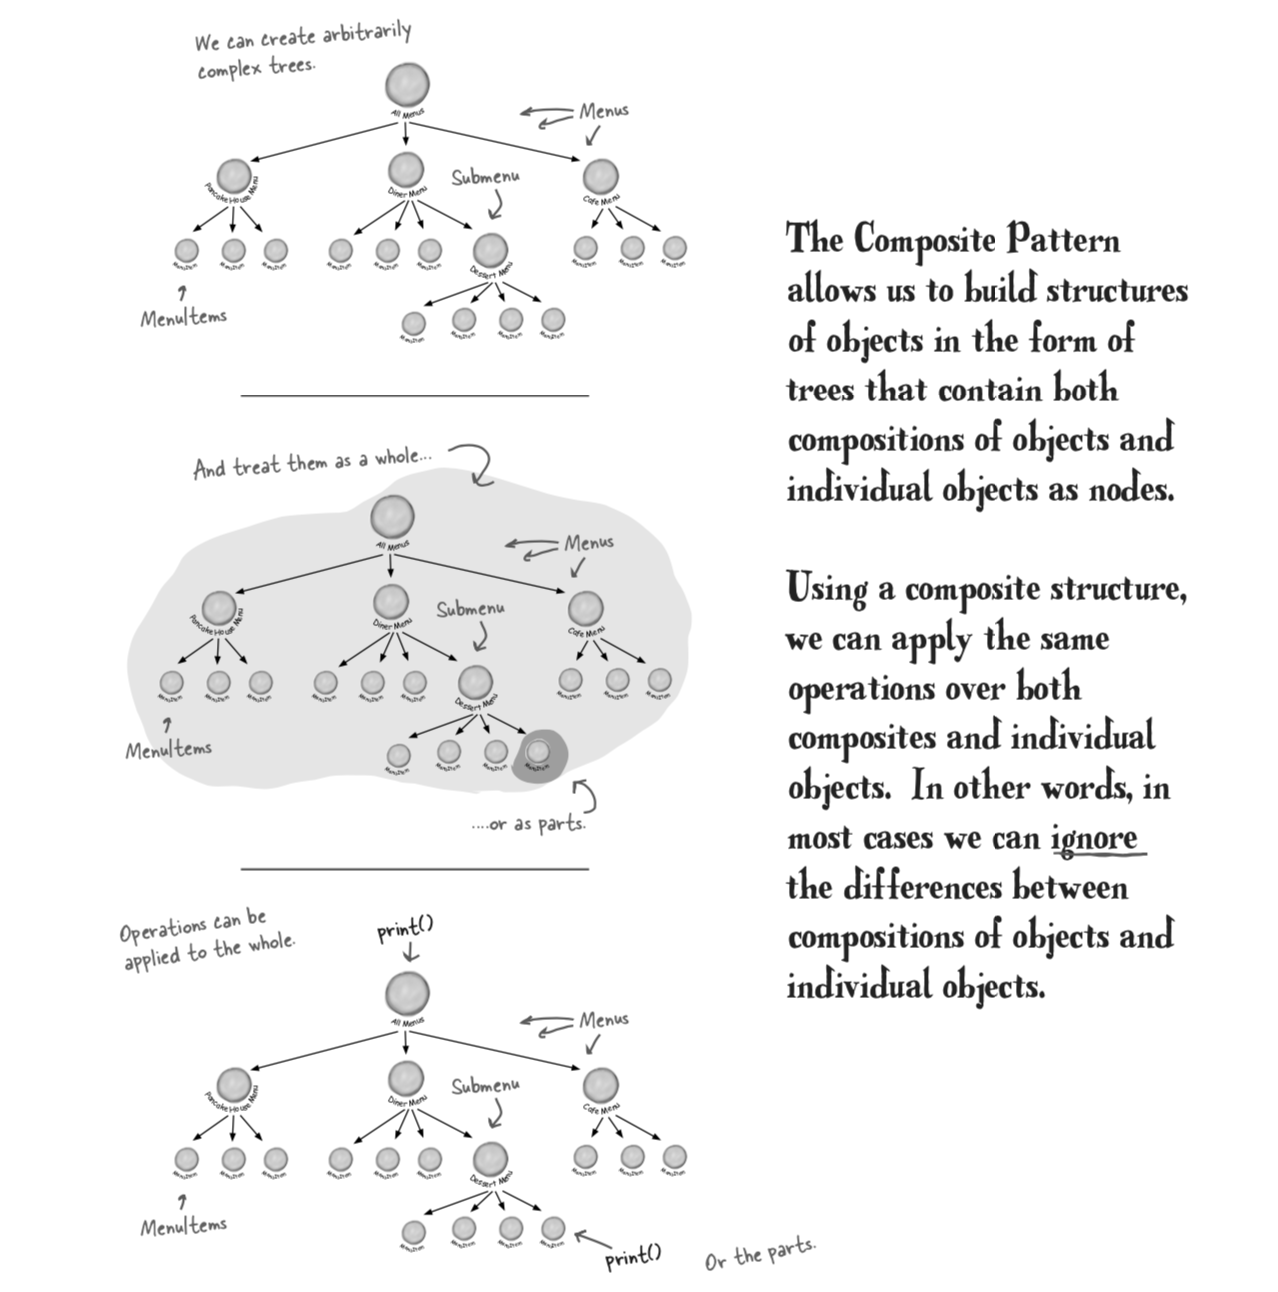 We can create arbitrarily
complex trees.
All Menus
Menus
Pancake House Menu
Diner Menu
Submenu
Cafe Menu
MenuItem
MenuItem
MenuItem
MenuItem
MenuItem
MenuItem
Dessert Menu
MenuItem
MenuItem
MenuItem
MenuItems
MenuItem
MenuItem
MenuItem
MenuItem
And treat them as a whole...
All Menus
Menus
Pancake House Menu
Diner Menu
Submenu
Cafe Menu
MenuItem
MenuItem
MenuItem
MenuItem
MenuItem
MenuItem
Dessert Menu
MenuItem
MenuItem
MenuItem
MenuItems
MenuItem
MenuItem
MenuItem
MenuItem
....or as parts.
Operations can be
applied to the whole.
print()
All Menus
Menus
Pancake House Menu
Diner Menu
Submenu
Cafe Menu
MenuItem
MenuItem
MenuItem
MenuItem
MenuItem
MenuItem
Dessert Menu
MenuItem
MenuItem
MenuItem
MenuItems
MenuItem
MenuItem
MenuItem
MenuItem
print()
Or the parts.
The Composite Pattern
allows us to build structures
of objects in the form of
trees that contain both
compositions of objects and
individual objects as nodes.
Using a composite structure,
we can apply the same
operations over both
composites and individual
objects. In other words, in
most cases we can ignore
the differences between
compositions of objects and
individual objects.